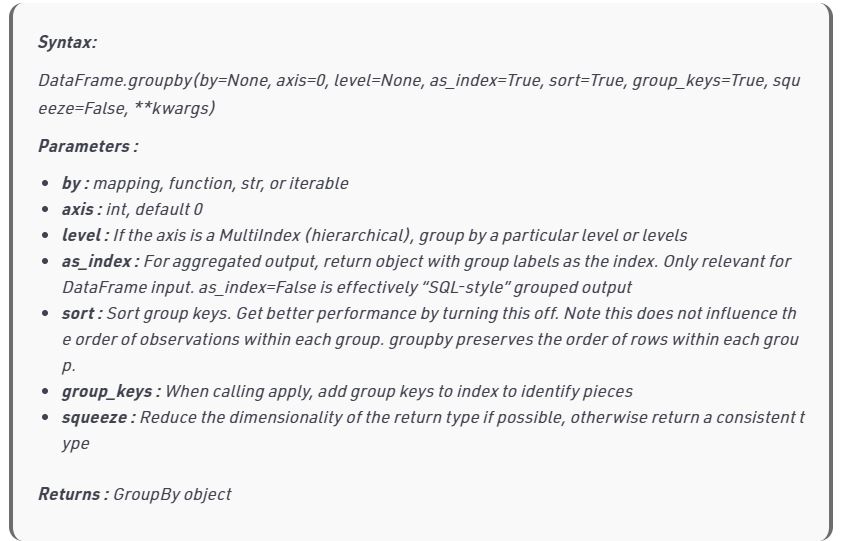 Syntax:
DataFrame.groupby(by=None, axis=0, level=None, as_index=True, sort=True, group_keys=True, squ
eeze=False, **kwargs)
Parameters :
• by : mapping, function, str, or iterable
• axis : int, default 0
• level : If the axis is a MultiIndex (hierarchical), group by a particular level or levels
• as_index : For aggregated output, return object with group labels as the index. Only relevant for
DataFrame input. as_index=False is effectively “SQL-style” grouped output
• sort : Sort group keys. Get better performance by turning this off. Note this does not influence th
e order of observations within each group. groupby preserves the order of rows within each grou
p.
• group_keys : When calling apply, add group keys to index to identify pieces
• squeeze : Reduce the dimensionality of the return type if possible, otherwise return a consistent t
ype
Returns : GroupBy object